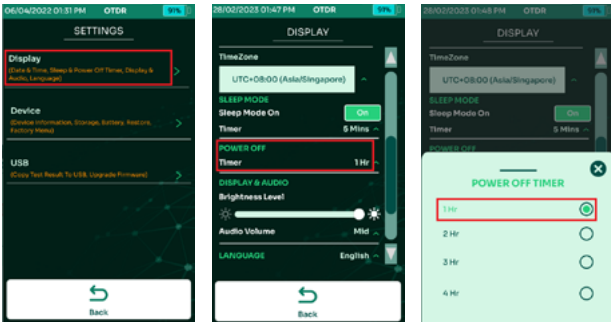 06/04/2022 01:31 PM OTDR 91%
SETTINGS
Display
(Date & Time, Sleep & Power Off Timer, Display &
Audio, Language)
Device
(Device Information, Storage, Battery, Restore,
Factory Menu)
USB
(Copy Test Result To USB, Upgrade Firmware)
Back
28/02/2023 01:47 PM OTDR 91%
DISPLAY
TimeZone
UTC+08:00 (Asia/Singapore)
SLEEP MODE
Sleep Mode On On
Timer 5 Mins
POWER OFF
Timer 1 Hr
DISPLAY & AUDIO
Brightness Level
Audio Volume Mid
LANGUAGE English
Back
28/02/2023 01:48 PM OTDR 91%
DISPLAY
TimeZone
UTC+08:00 (Asia/Singapore)
SLEEP MODE
Sleep Mode On On
Timer 5 Mins
POWER OFF
POWER OFF TIMER
1 Hr
2 Hr
3 Hr
4 Hr